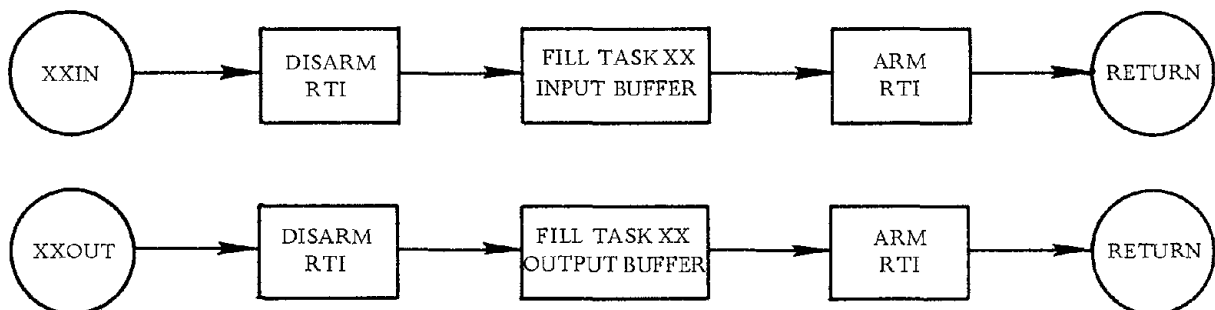 XXIN
DISARM
RTI
FILL TASK XX
INPUT BUFFER
ARM
RTI
RETURN
XXOUT
DISARM
RTI
FILL TASK XX
OUTPUT BUFFER
ARM
RTI
RETURN